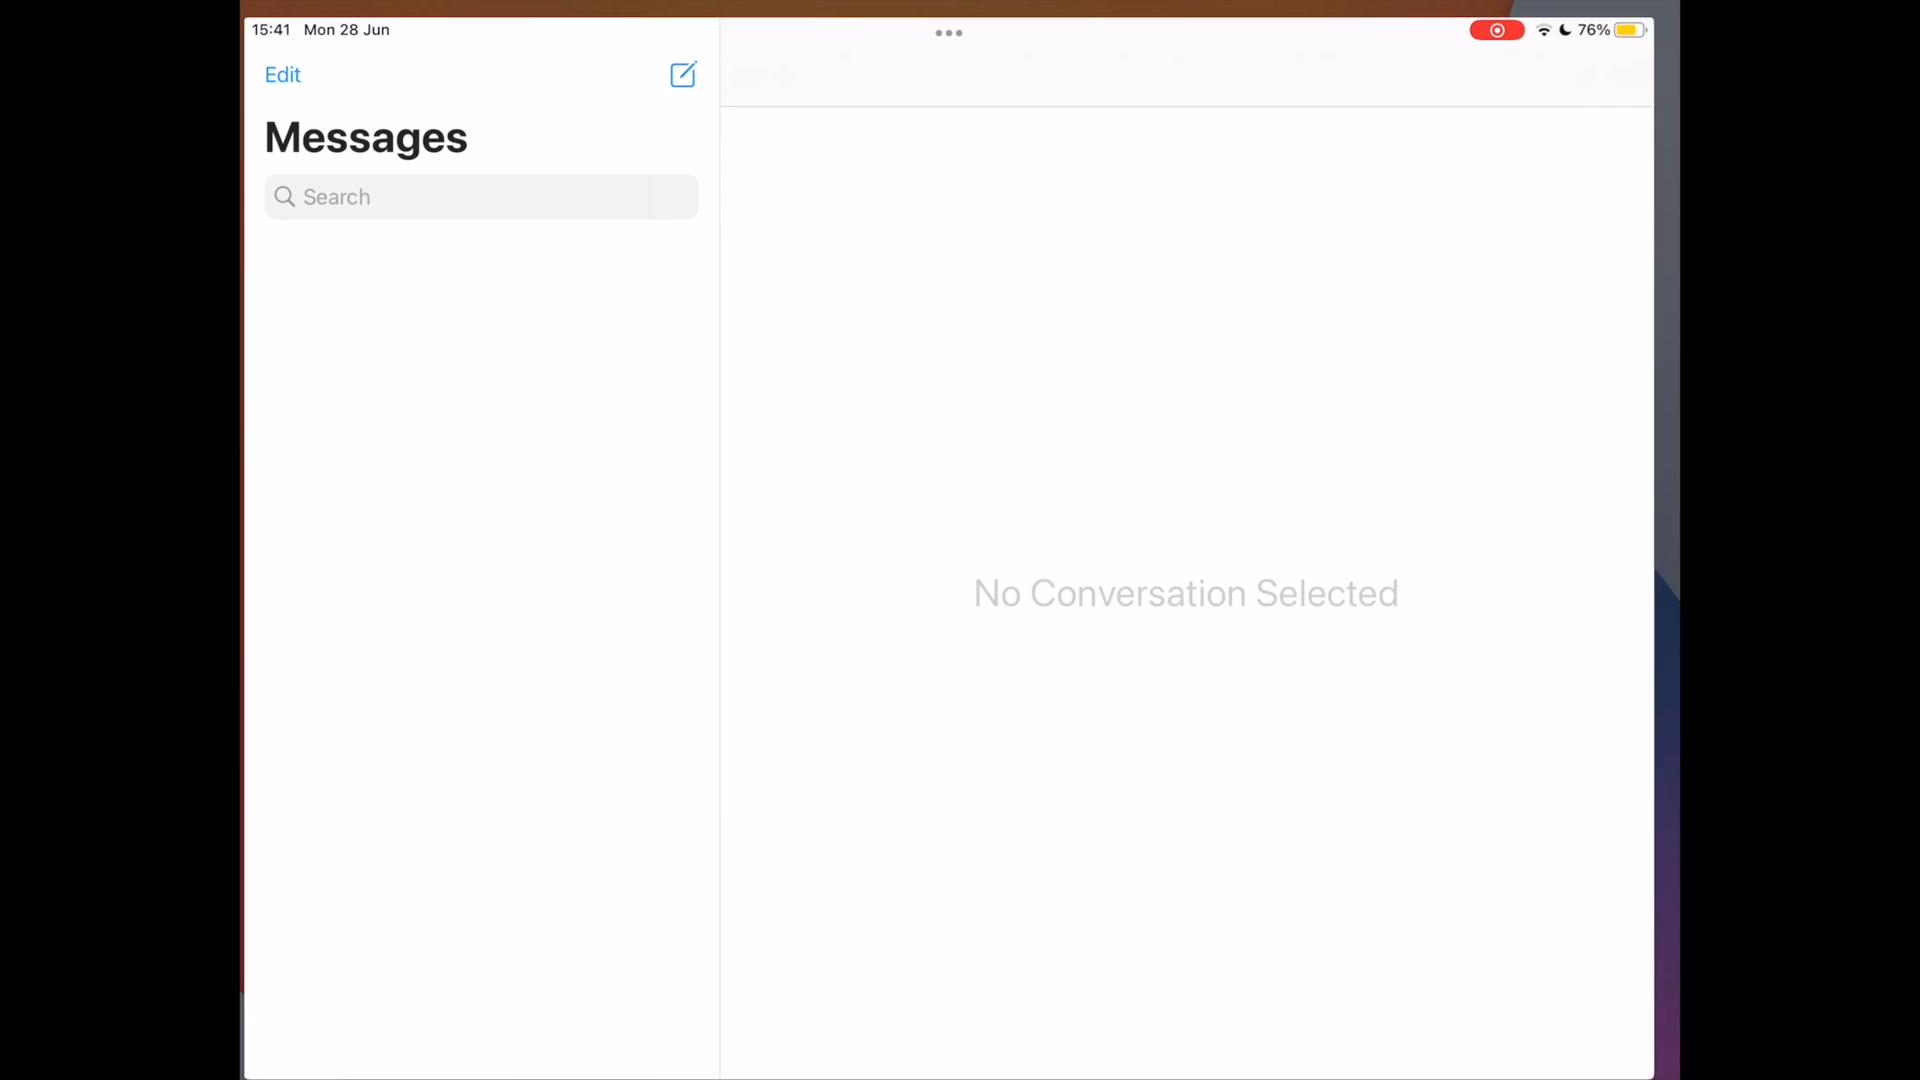 15:41 Mon 28 Jun
76%
Edit
Messages
Search
No Conversation Selected